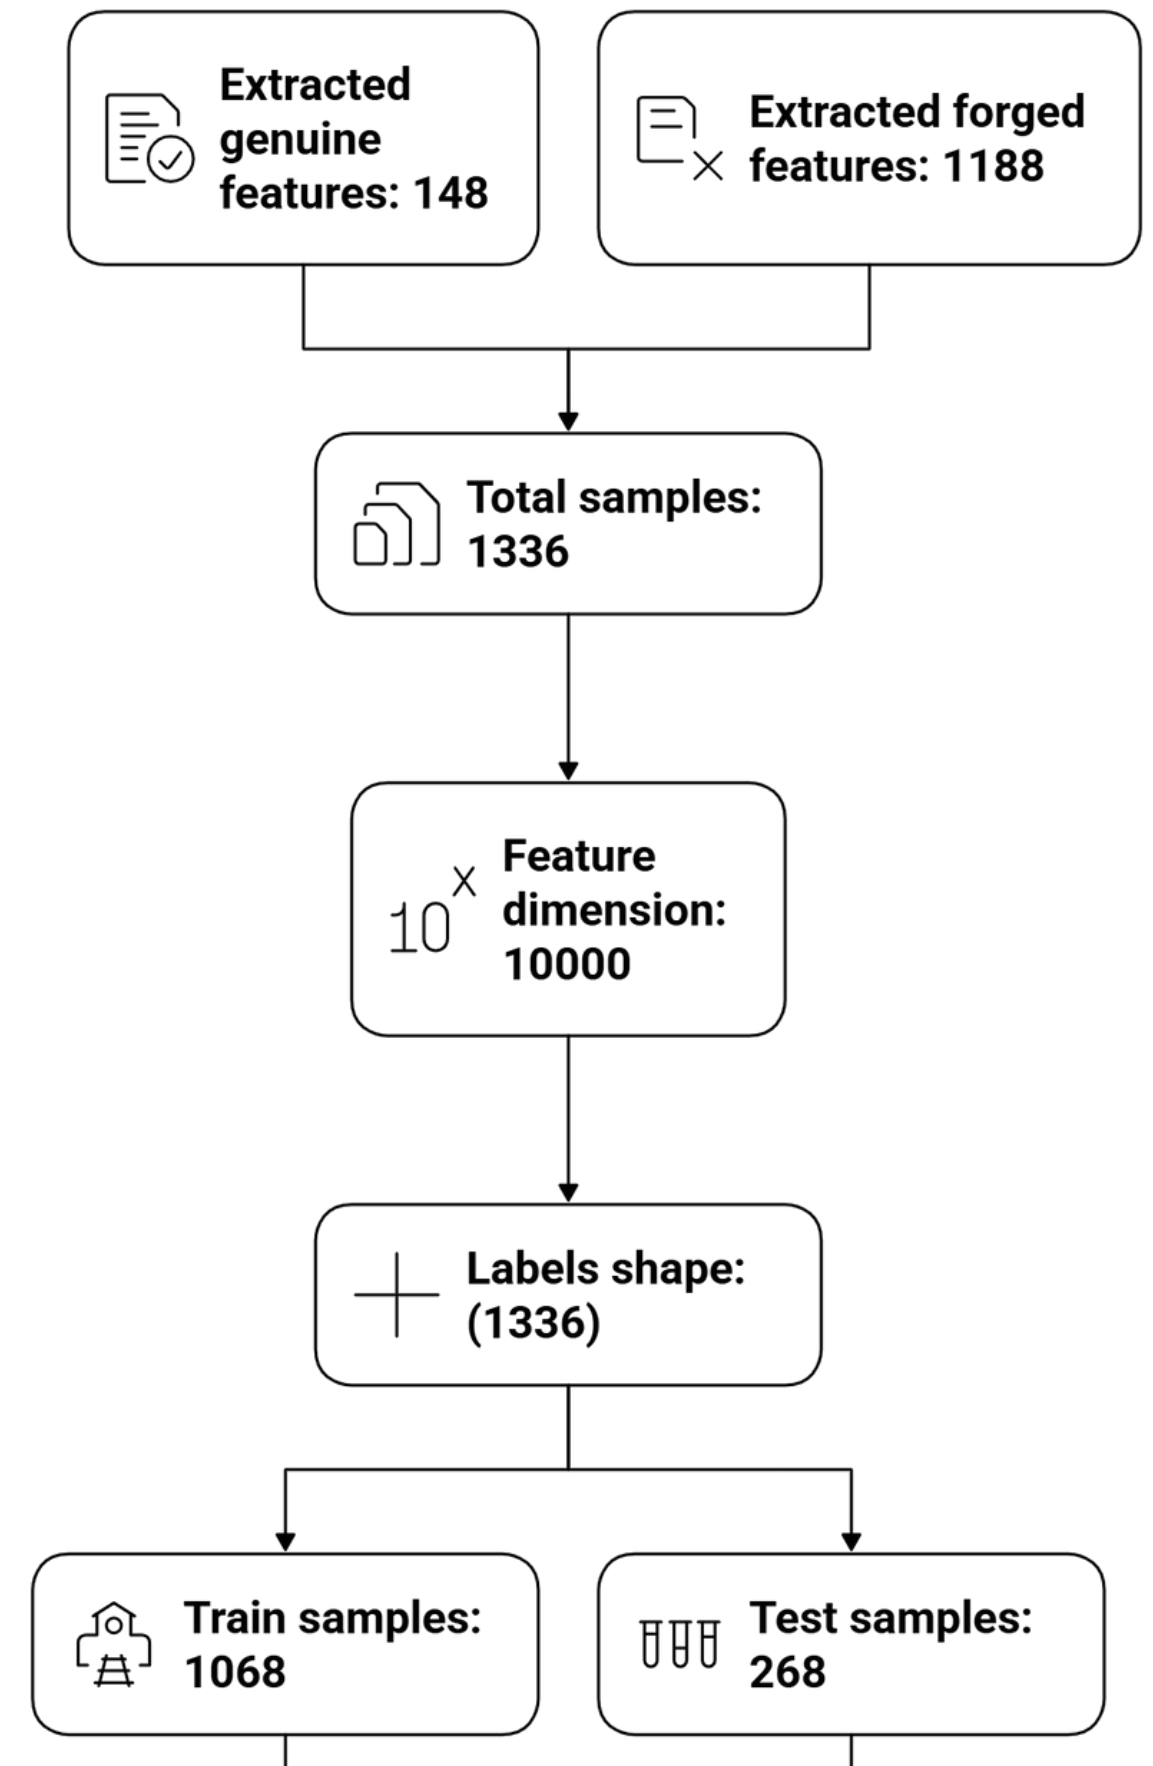 Extracted
genuine
features: 148
Extracted forged
features: 1188
Total samples:
1336
10^x
Feature
dimension:
10000
Labels shape:
(1336)
Train samples:
1068
Test samples:
268